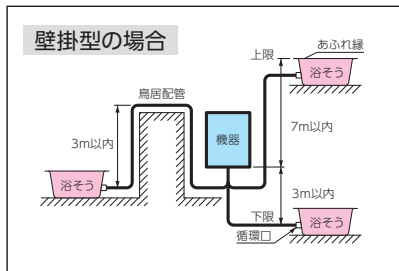 壁掛型の場合
上限
あふれ縁
浴そう
鳥居配管
3m以内
機器
7m以内
浴そう
3m以内
下限
浴そう
循環口